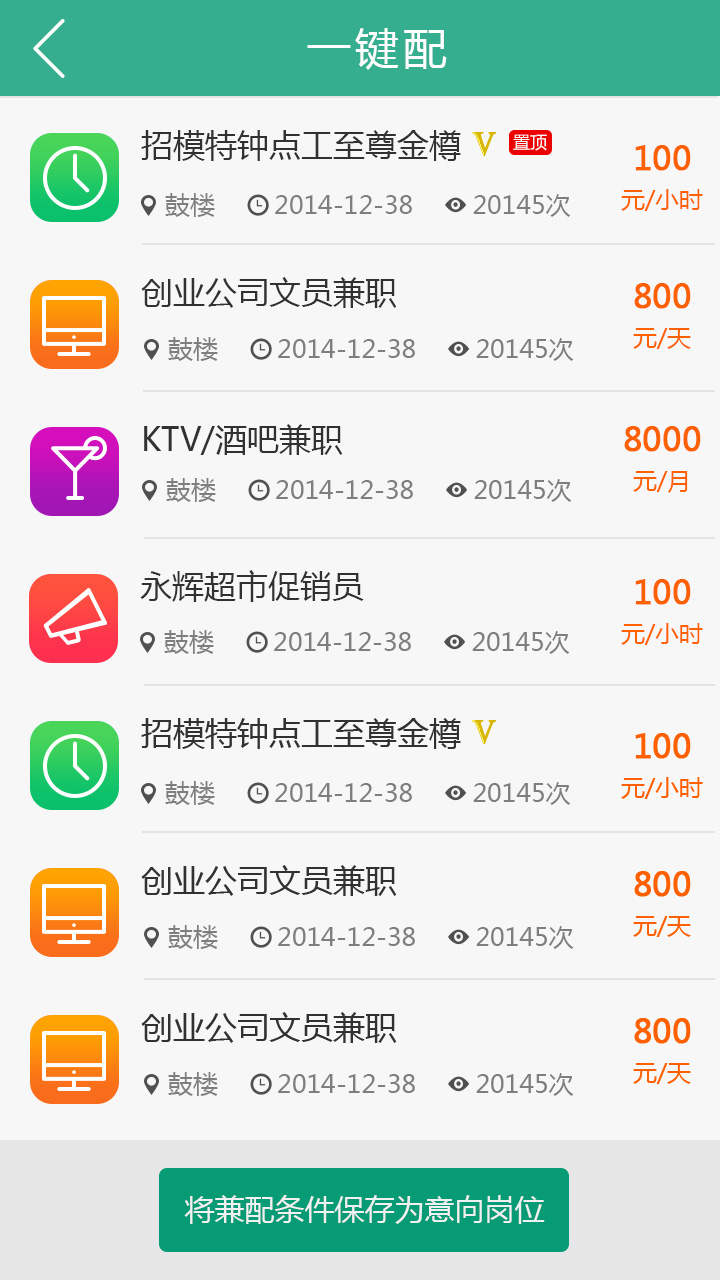 一键配
招模特钟点工至尊金樽 V 置顶
100
鼓楼 2014-12-38 20145次
元/小时
创业公司文员兼职
800
鼓楼 2014-12-38 20145次
元/天
KTV/酒吧兼职
8000
鼓楼 2014-12-38 20145次
元/月
永辉超市促销员
100
鼓楼 2014-12-38 20145次
元/小时
招模特钟点工至尊金樽 V
100
鼓楼 2014-12-38 20145次
元/小时
创业公司文员兼职
800
鼓楼 2014-12-38 20145次
元/天
创业公司文员兼职
800
鼓楼 2014-12-38 20145次
元/天
将兼配条件保存为意向岗位